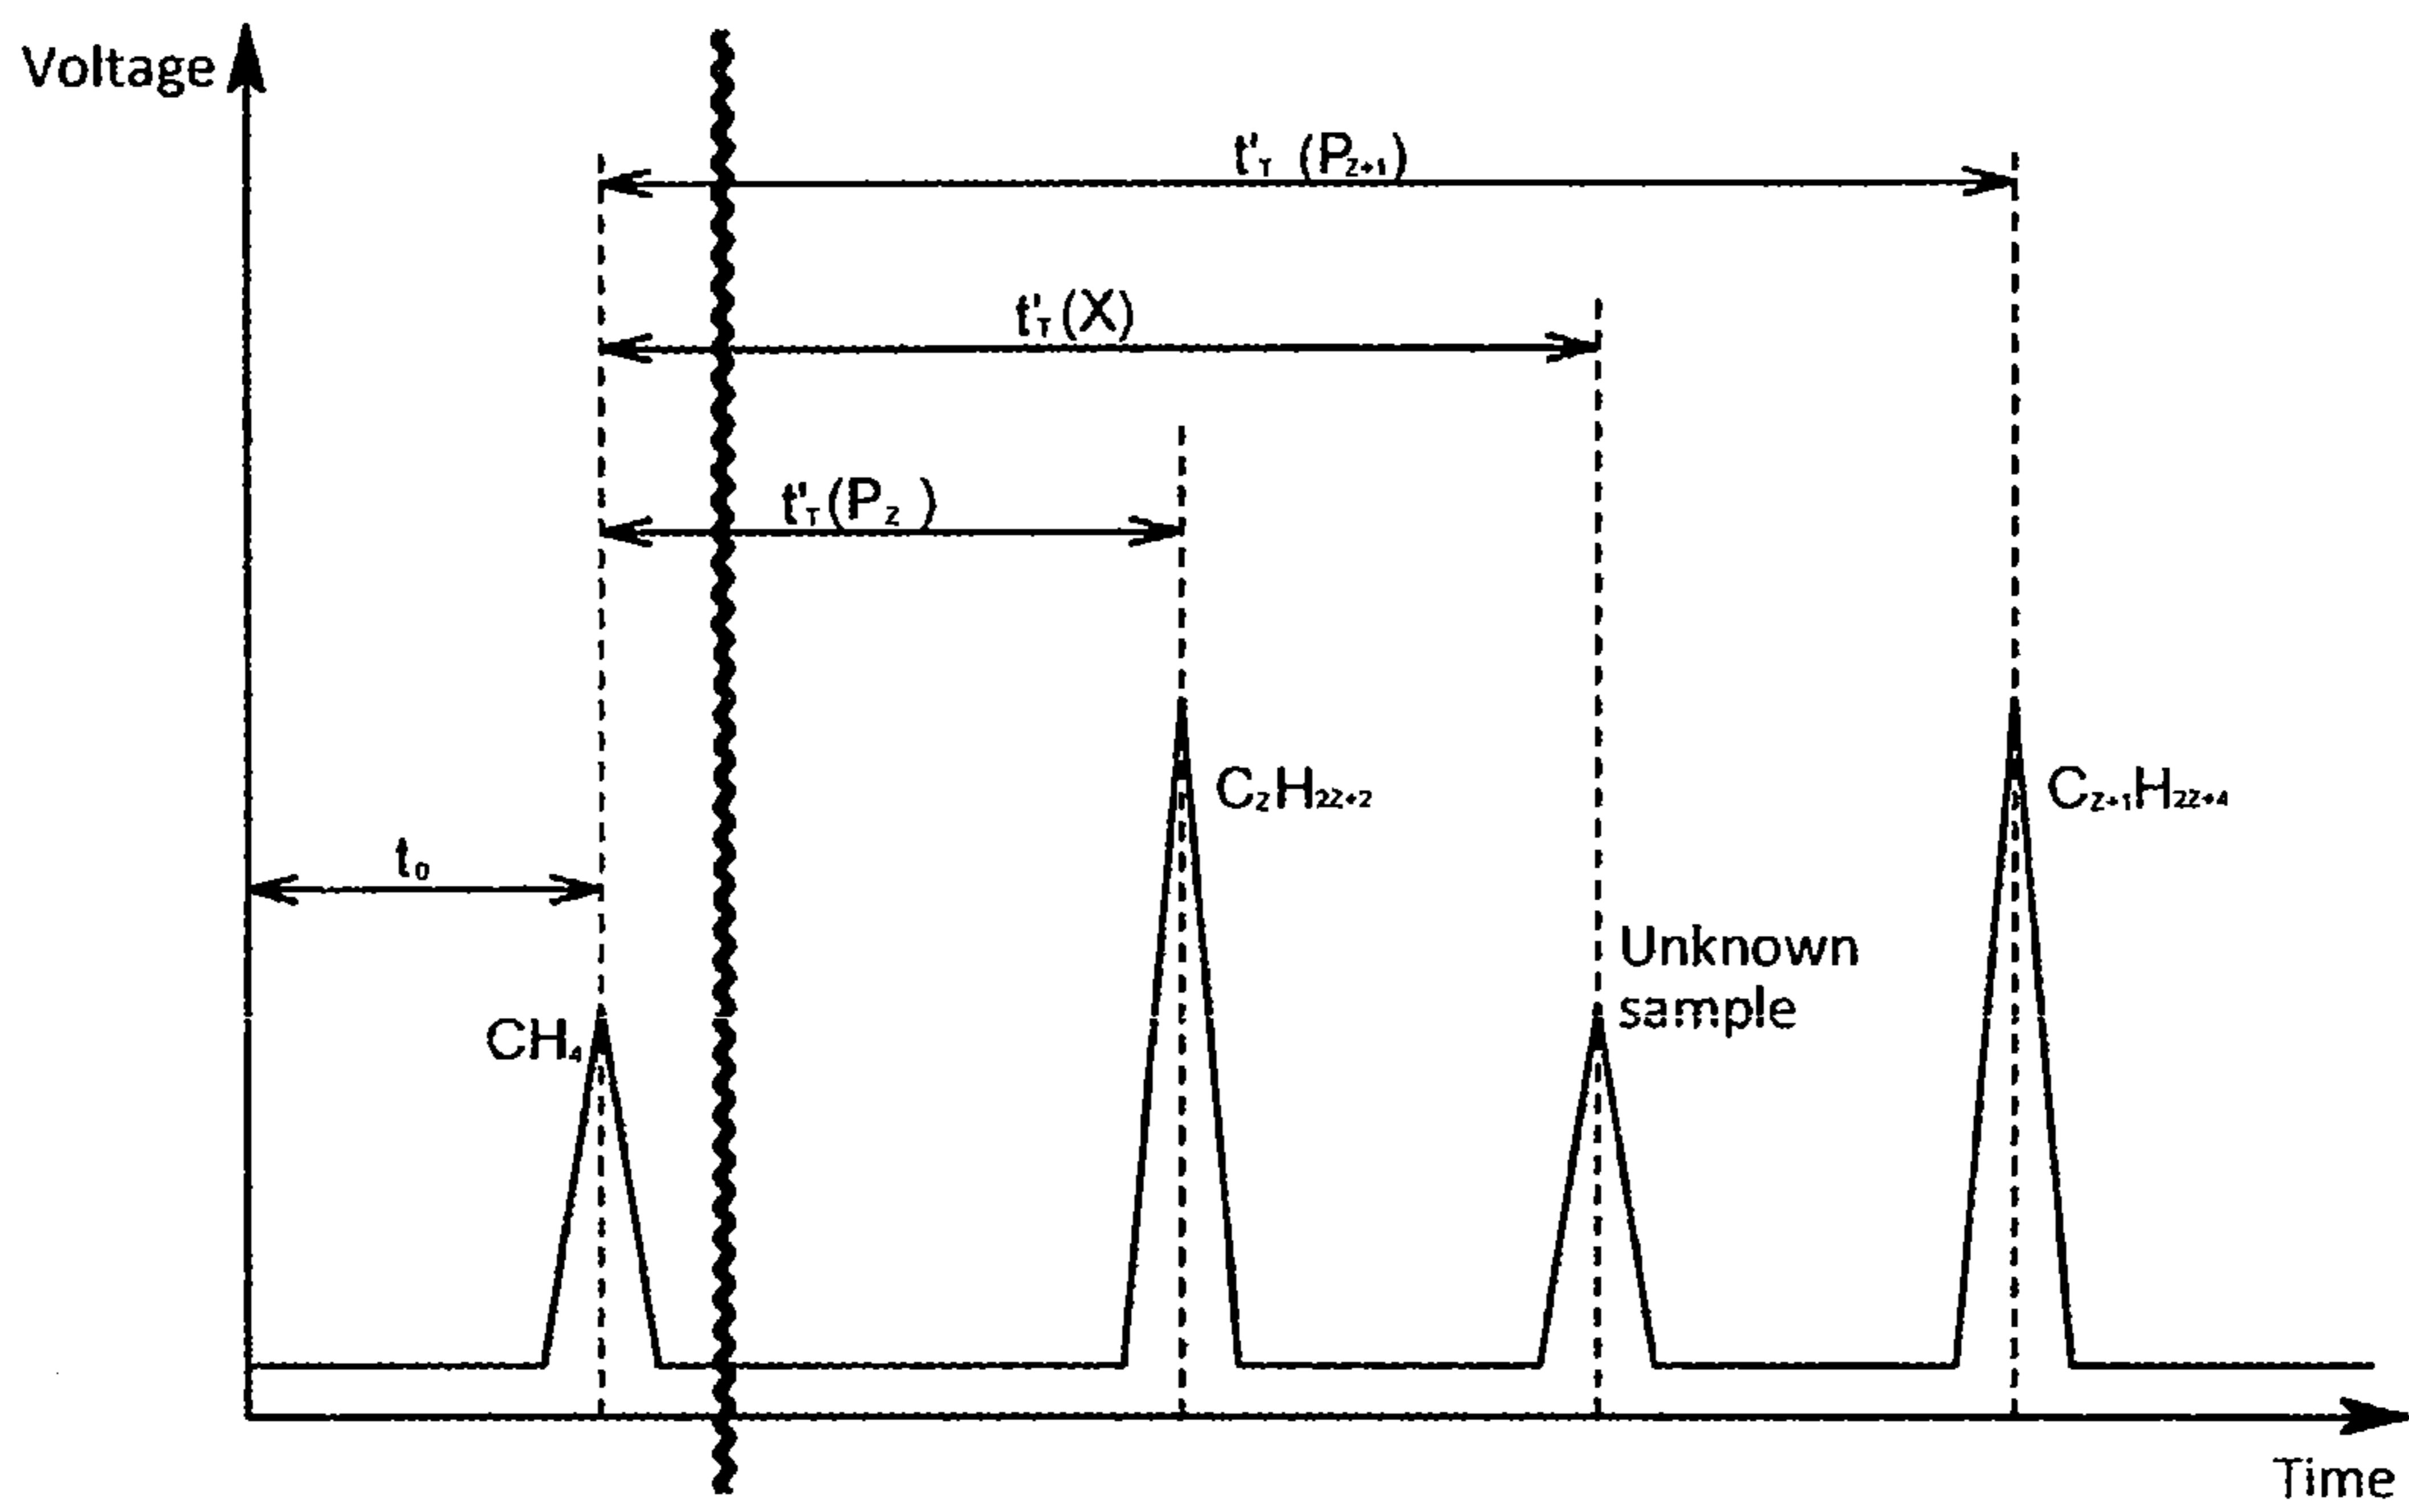 Voltage
t'T (Pz+1)
t'T(X)
t'T(Pz)
CzH2z+2
Cz+1H2z+4
t0
Unknown
sample
CH4
Time